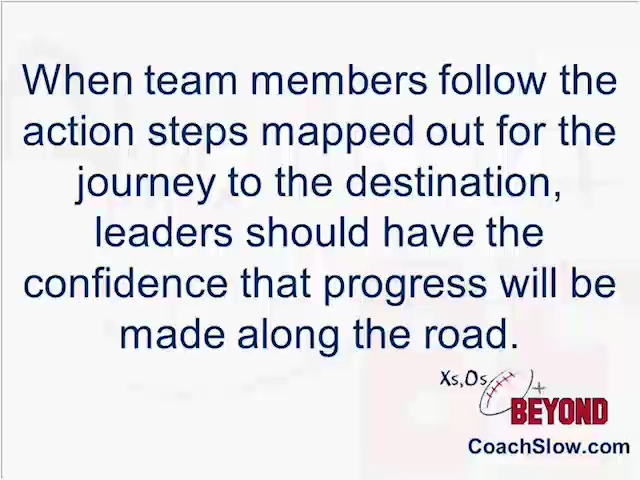 When team members follow the
action steps mapped out for the
journey to the destination,
leaders should have the
confidence that progress will be
made along the road.
Xs,Os
+
BEYOND
CoachSlow.com